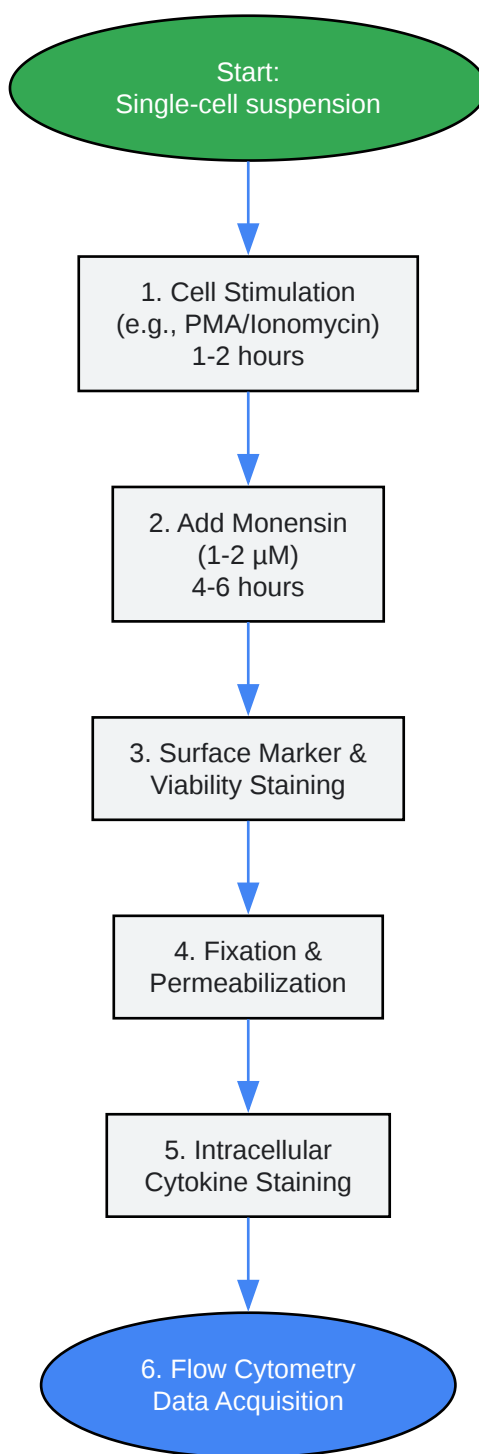 Start:
Single-cell suspension
1. Cell Stimulation
(e.g., PMA/Ionomycin)
1-2 hours
2. Add Monensin
(1-2 µM)
4-6 hours
3. Surface Marker &
Viability Staining
4. Fixation &
Permeabilization
5. Intracellular
Cytokine Staining
6. Flow Cytometry
Data Acquisition